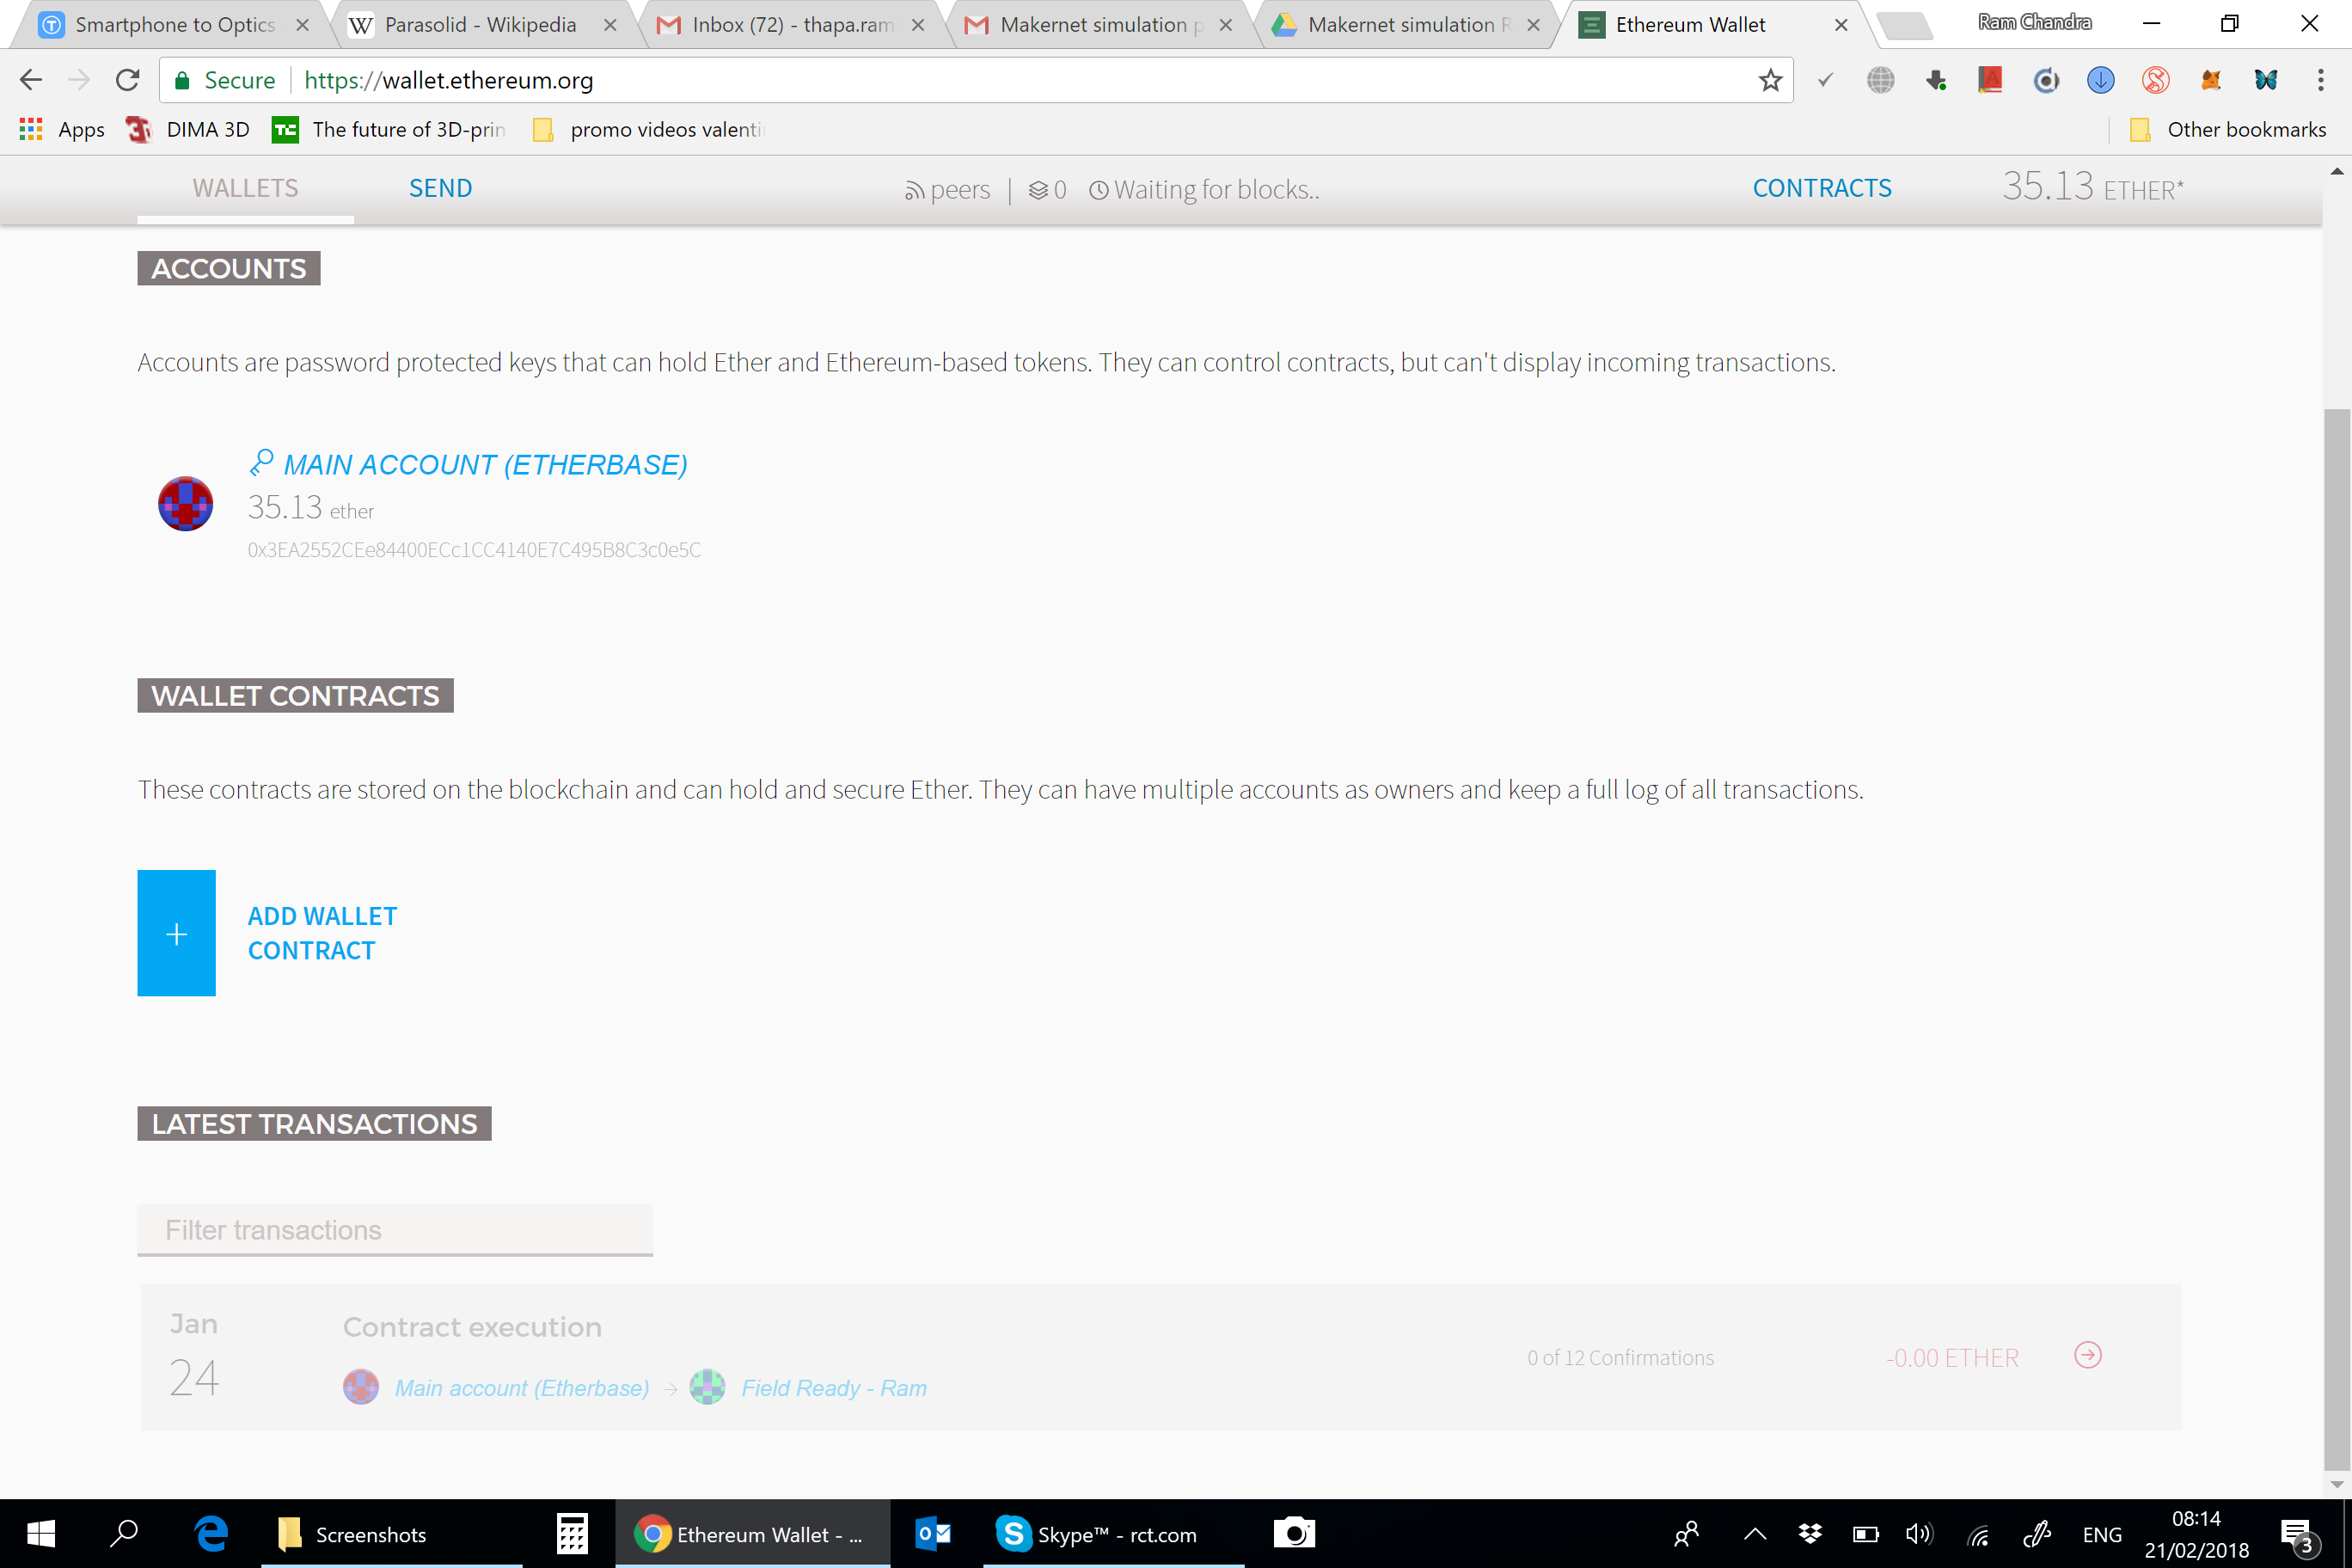 Smartphone to Optics
Parasolid - Wikipedia
Inbox (72) - thapa.ram
Makernet simulation p
Makernet simulation R
Ethereum Wallet
Ram Chandra
Secure
https://wallet.ethereum.org
Apps
DIMA 3D
TC
The future of 3D-prin
promo videos valenti
Other bookmarks
WALLETS
SEND
peers | 0 Waiting for blocks..
CONTRACTS
35.13 ETHER*
ACCOUNTS
Accounts are password protected keys that can hold Ether and Ethereum-based tokens. They can control contracts, but can't display incoming transactions.
MAIN ACCOUNT (ETHERBASE)
35.13 ether
0x3EA2552CEe84400ECc1CC4140E7C495B8C3c0e5C
WALLET CONTRACTS
These contracts are stored on the blockchain and can hold and secure Ether. They can have multiple accounts as owners and keep a full log of all transactions.
+
ADD WALLET
CONTRACT
LATEST TRANSACTIONS
Filter transactions
Jan
24
Contract execution
Main account (Etherbase) → Field Ready - Ram
0 of 12 Confirmations
-0.00 ETHER
Screenshots
Ethereum Wallet - ...
Skype™ - rct.com
ENG
08:14
21/02/2018
3